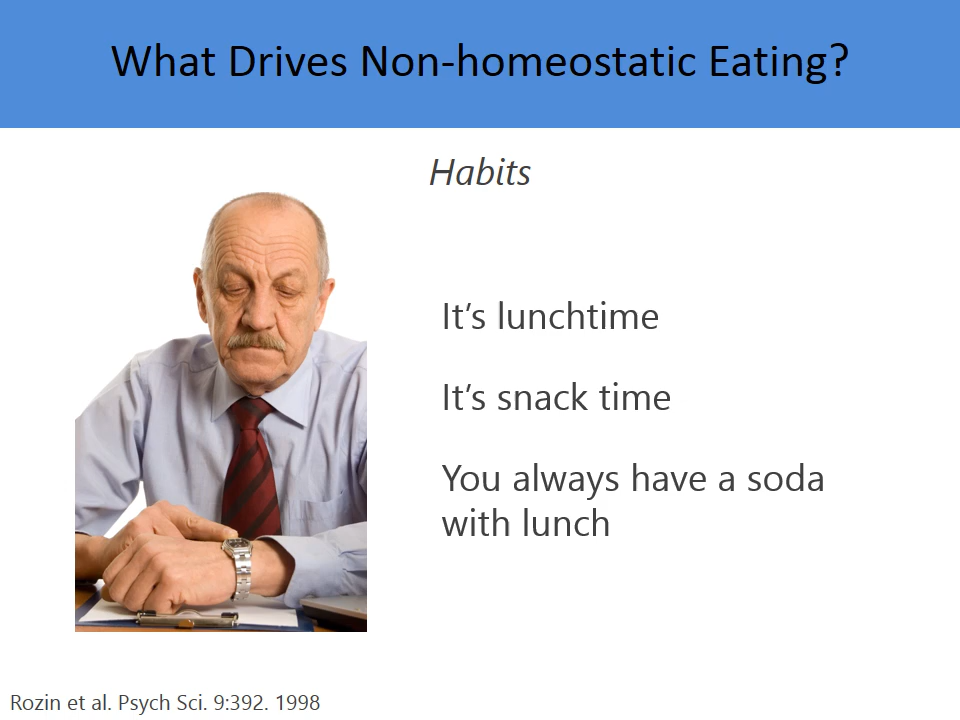 What Drives Non-homeostatic Eating?
Habits
It’s lunchtime
It’s snack time
You always have a soda
with lunch
Rozin et al. Psych Sci. 9:392. 1998